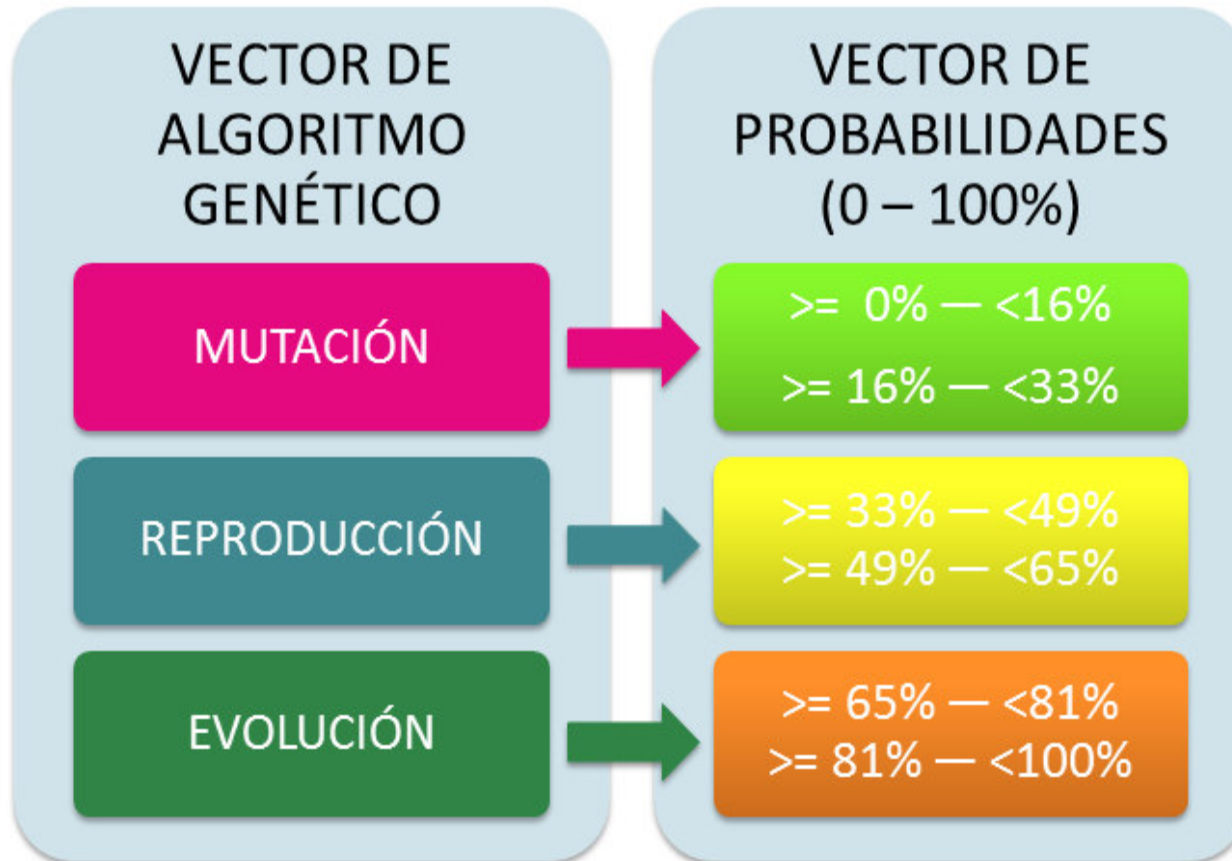 VECTOR DE
ALGORITMO
GENÉTICO
MUTACIÓN
REPRODUCCIÓN
EVOLUCIÓN
VECTOR DE
PROBABILIDADES
(0 – 100%)
>= 0% — <16%
>= 16% — <33%
>= 33% — <49%
>= 49% — <65%
>= 65% — <81%
>= 81% — <100%